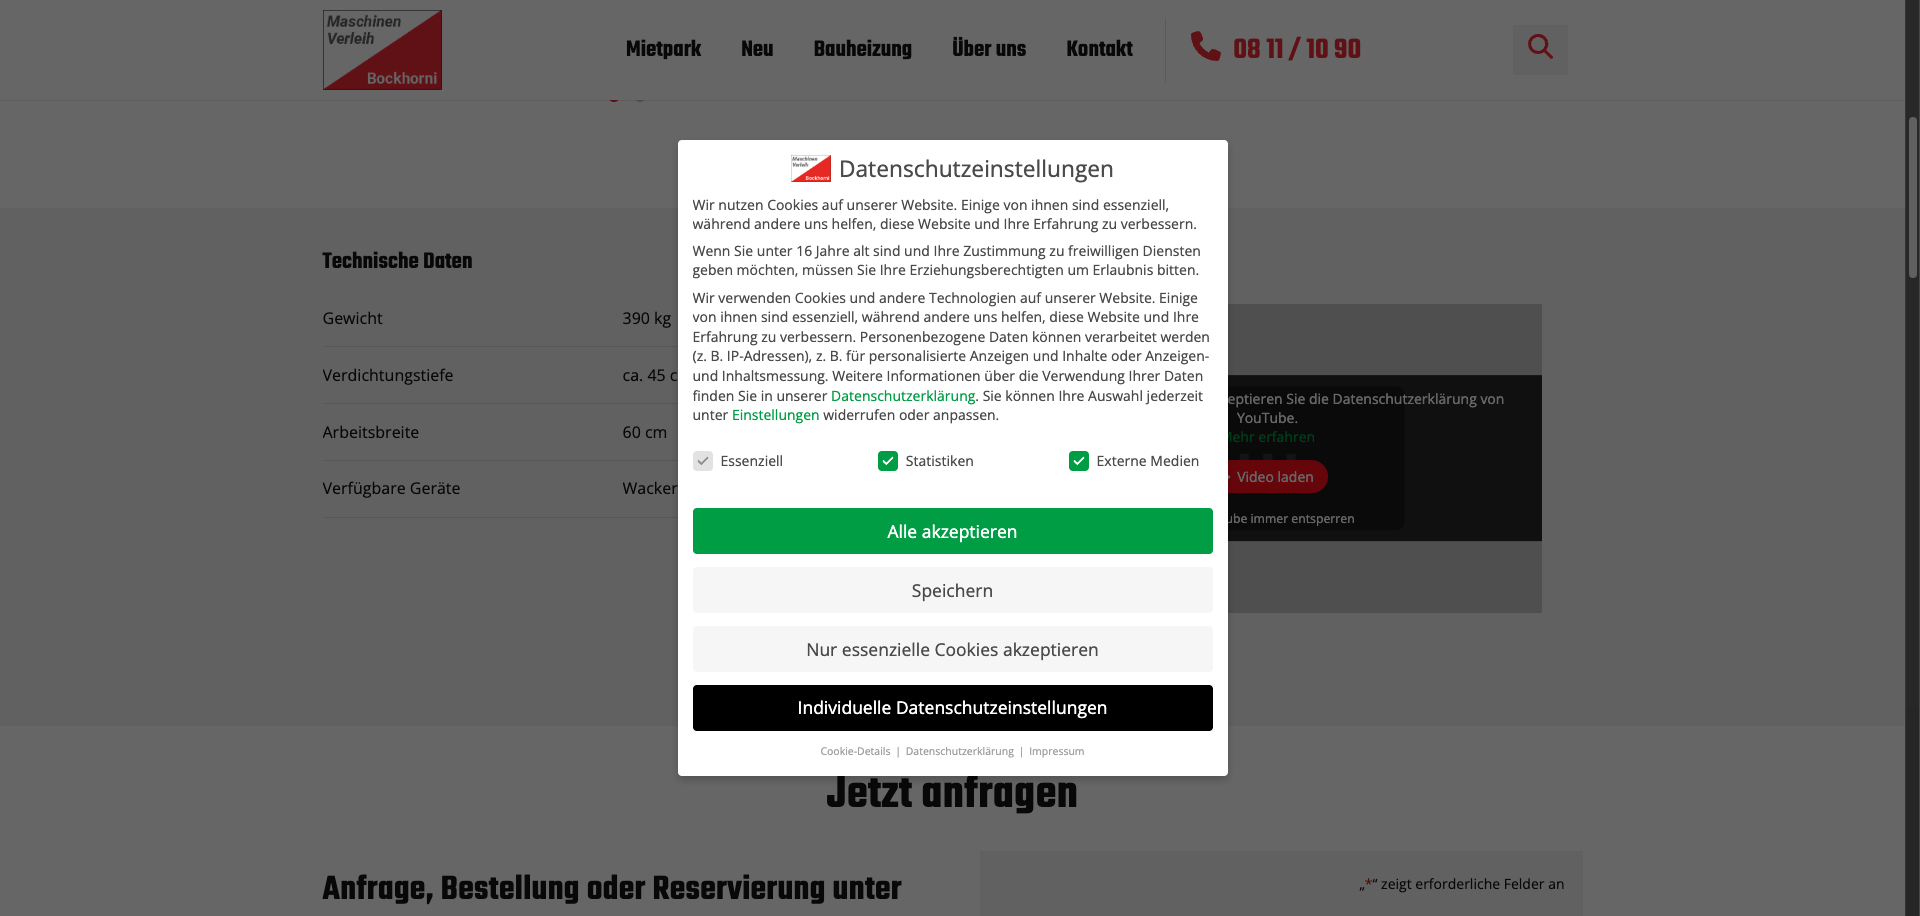 Maschinen
Verleih
Bockhorni
Mietpark
Neu
Bauheizung
Über uns
Kontakt
08 11 / 10 90
Datenschutzeinstellungen
Wir nutzen Cookies auf unserer Website. Einige von ihnen sind essenziell,
während andere uns helfen, diese Website und Ihre Erfahrung zu verbessern.
Wenn Sie unter 16 Jahre alt sind und Ihre Zustimmung zu freiwilligen Diensten
geben möchten, müssen Sie Ihre Erziehungsberechtigten um Erlaubnis bitten.
Wir verwenden Cookies und andere Technologien auf unserer Website. Einige
von ihnen sind essenziell, während andere uns helfen, diese Website und Ihre
Erfahrung zu verbessern. Personenbezogene Daten können verarbeitet werden
(z. B. IP-Adressen), z. B. für personalisierte Anzeigen und Inhalte oder Anzeigen-
und Inhaltsmessung. Weitere Informationen über die Verwendung Ihrer Daten
finden Sie in unserer Datenschutzerklärung. Sie können Ihre Auswahl jederzeit
unter Einstellungen widerrufen oder anpassen.
Essenziell
Statistiken
Externe Medien
Alle akzeptieren
Speichern
Nur essenzielle Cookies akzeptieren
Individuelle Datenschutzeinstellungen
Cookie-Details | Datenschutzerklärung | Impressum
Technische Daten
Gewicht 390 kg
Verdichtungstiefe ca. 45 c
Arbeitsbreite 60 cm
Verfügbare Geräte Wacker
eptieren Sie die Datenschutzerklärung von
YouTube.
ehr erfahren
Video laden
ube immer entsperren
Jetzt anfragen
Anfrage, Bestellung oder Reservierung unter
„*“ zeigt erforderliche Felder an